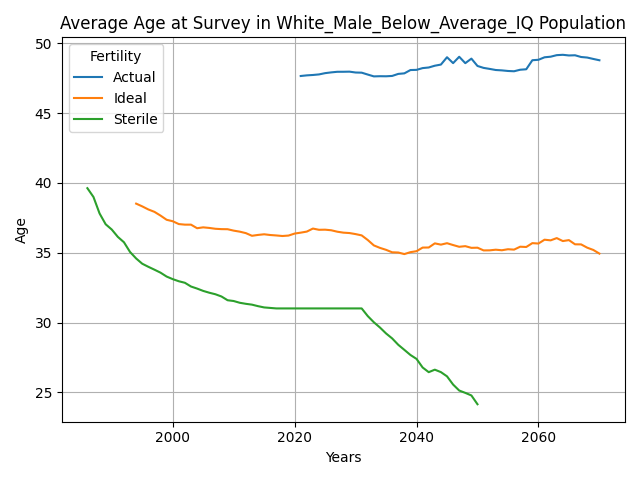 Average Age at Survey in White_Male_Below_Average_IQ Population
Fertility
Actual
Ideal
Sterile
50
45
40
35
30
25
Age
2000
2020
2040
2060
Years